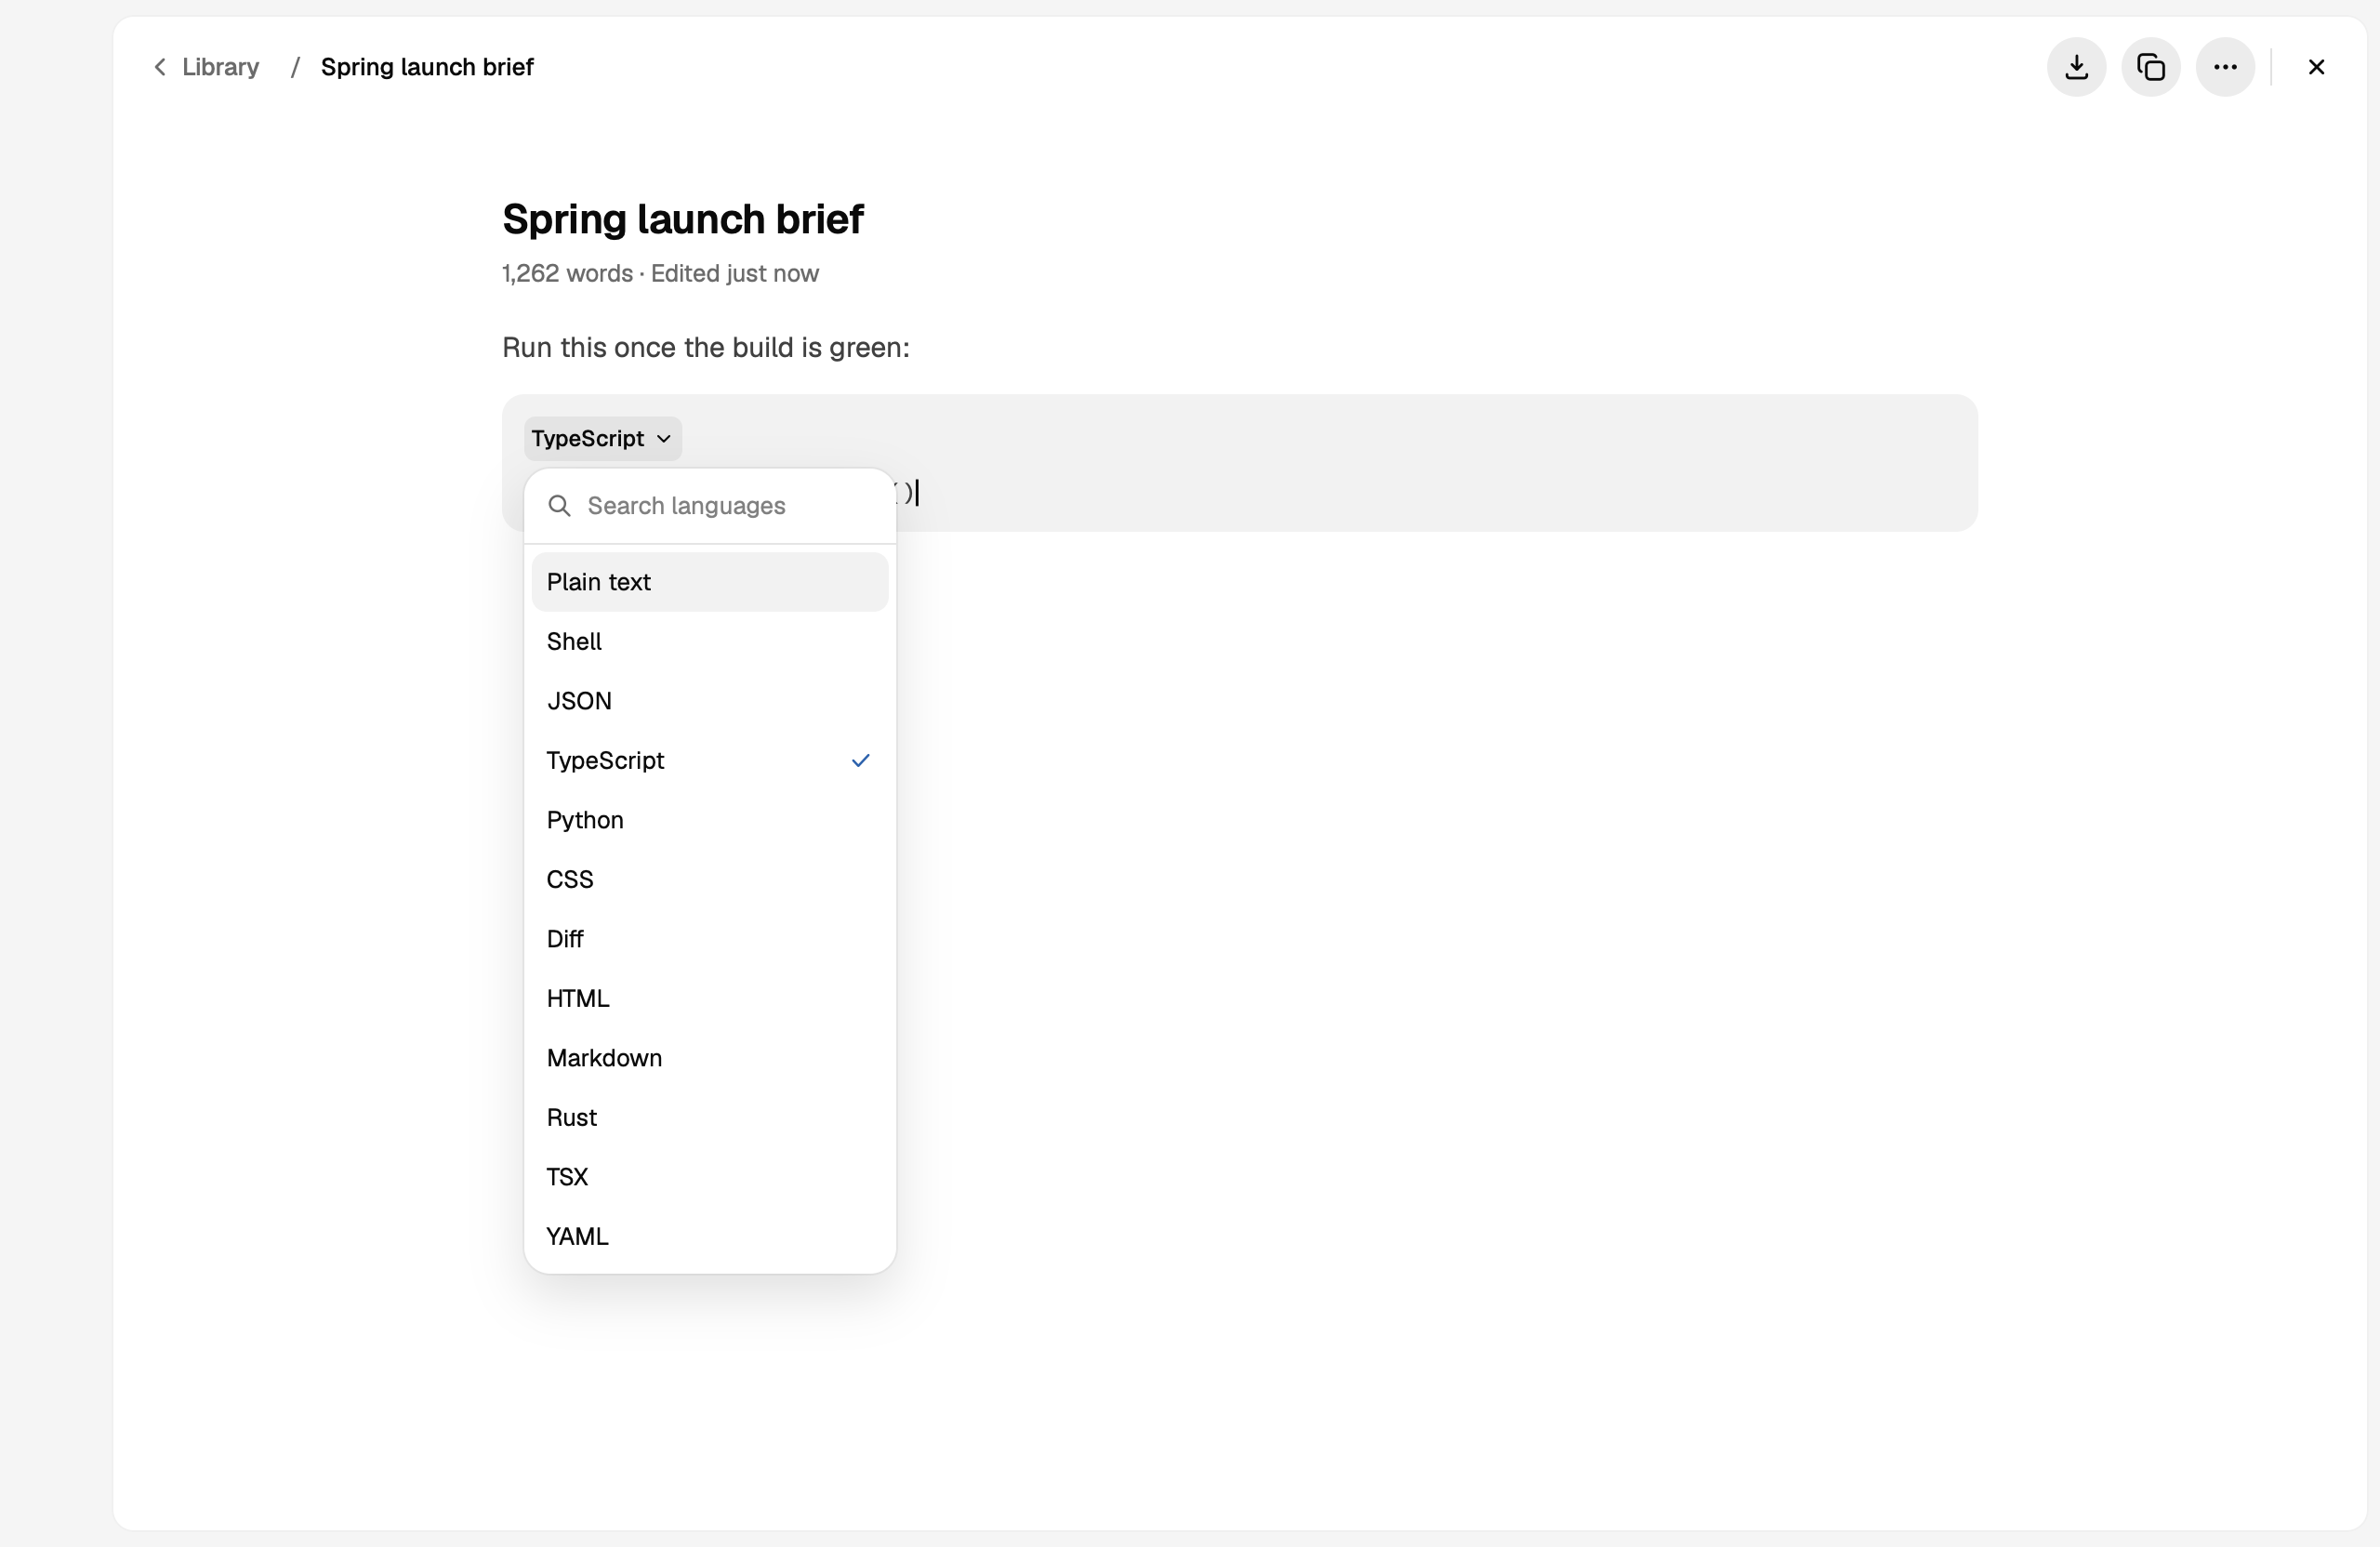 Library / Spring launch brief
Spring launch brief
1,262 words · Edited just now
Run this once the build is green:
TypeScript
)
Search languages
Plain text
Shell
JSON
TypeScript
Python
CSS
Diff
HTML
Markdown
Rust
TSX
YAML